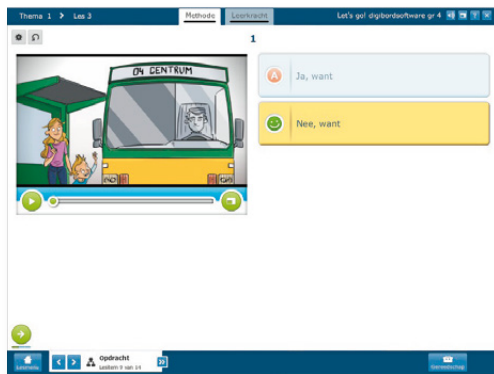 Thema 1 > Les 3
Methode
Leerkracht
Let's go! digibordsoftware gr 4
1
04 CENTRUM
A Ja, want
Nee, want
Lesmenu
Opdracht
Lesitem 9 van 14
Gereedschap